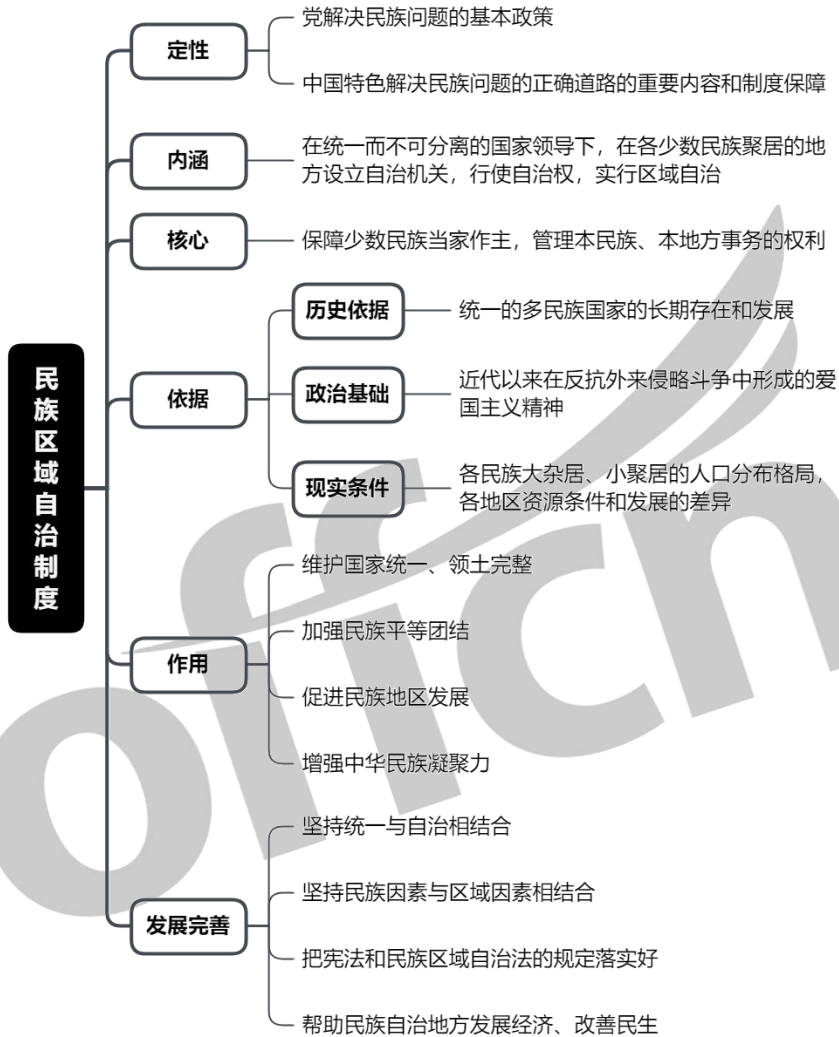 民族区域自治制度
定性
党解决民族问题的基本政策
中国特色解决民族问题的正确道路的重要内容和制度保障
内涵
在统一而不可分离的国家领导下，在各少数民族聚居的地
方设立自治机关，行使自治权，实行区域自治
核心
保障少数民族当家作主，管理本民族、本地方事务的权利
依据
历史依据
统一的多民族国家的长期存在和发展
政治基础
近代以来在反抗外来侵略斗争中形成的爱
国主义精神
现实条件
各民族大杂居、小聚居的人口分布格局，
各地区资源条件和发展的差异
作用
维护国家统一、领土完整
加强民族平等团结
促进民族地区发展
增强中华民族凝聚力
发展完善
坚持统一与自治相结合
坚持民族因素与区域因素相结合
把宪法和民族区域自治法的规定落实好
帮助民族自治地方发展经济、改善民生
offcn